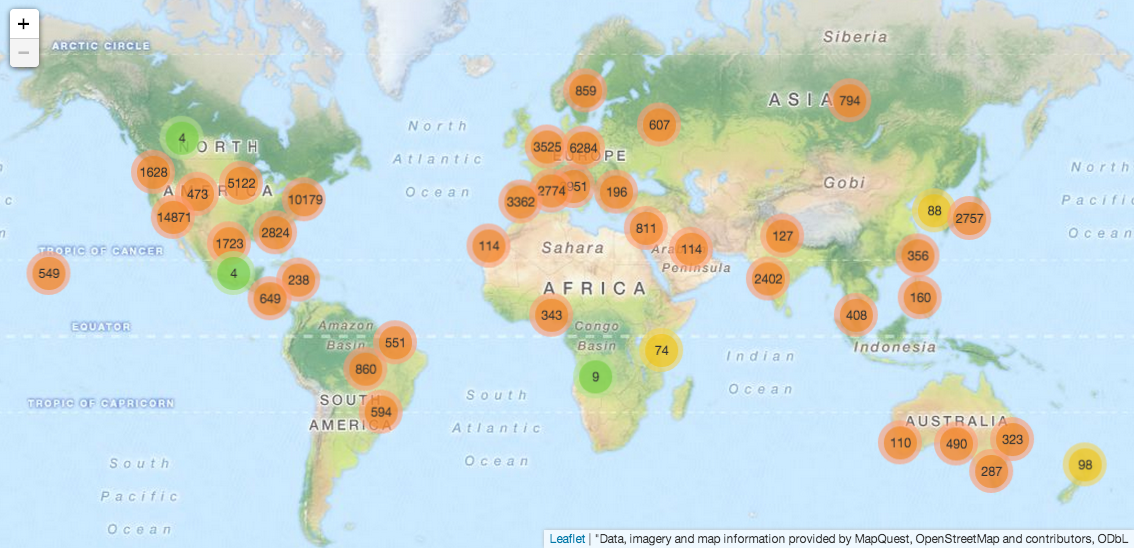 +
−
ARCTIC CIRCLE
Siberia
859
ASIA
794
607
4
NORTH
North
Atlantic
Ocean
3525
6284
EUROPE
North
Pacific
Ocean
1628
473
5122
AMERICA
10179
3362
2774
951
196
Gobi
88
2757
14871
1723
2824
TROPIC OF CANCER
114
Sahara
811
Arabian
Peninsula
114
127
356
549
4
238
649
AFRICA
2402
160
343
408
EQUATOR
Amazon
Basin
551
Congo
Basin
74
Indian
Ocean
Indonesia
860
9
TROPIC OF CAPRICORN
SOUTH
AMERICA
594
South
Atlantic
Ocean
AUSTRALIA
110
490
323
287
98
South
Pacific
Ocean
Leaflet | "Data, imagery and map information provided by MapQuest, OpenStreetMap and contributors, ODbL